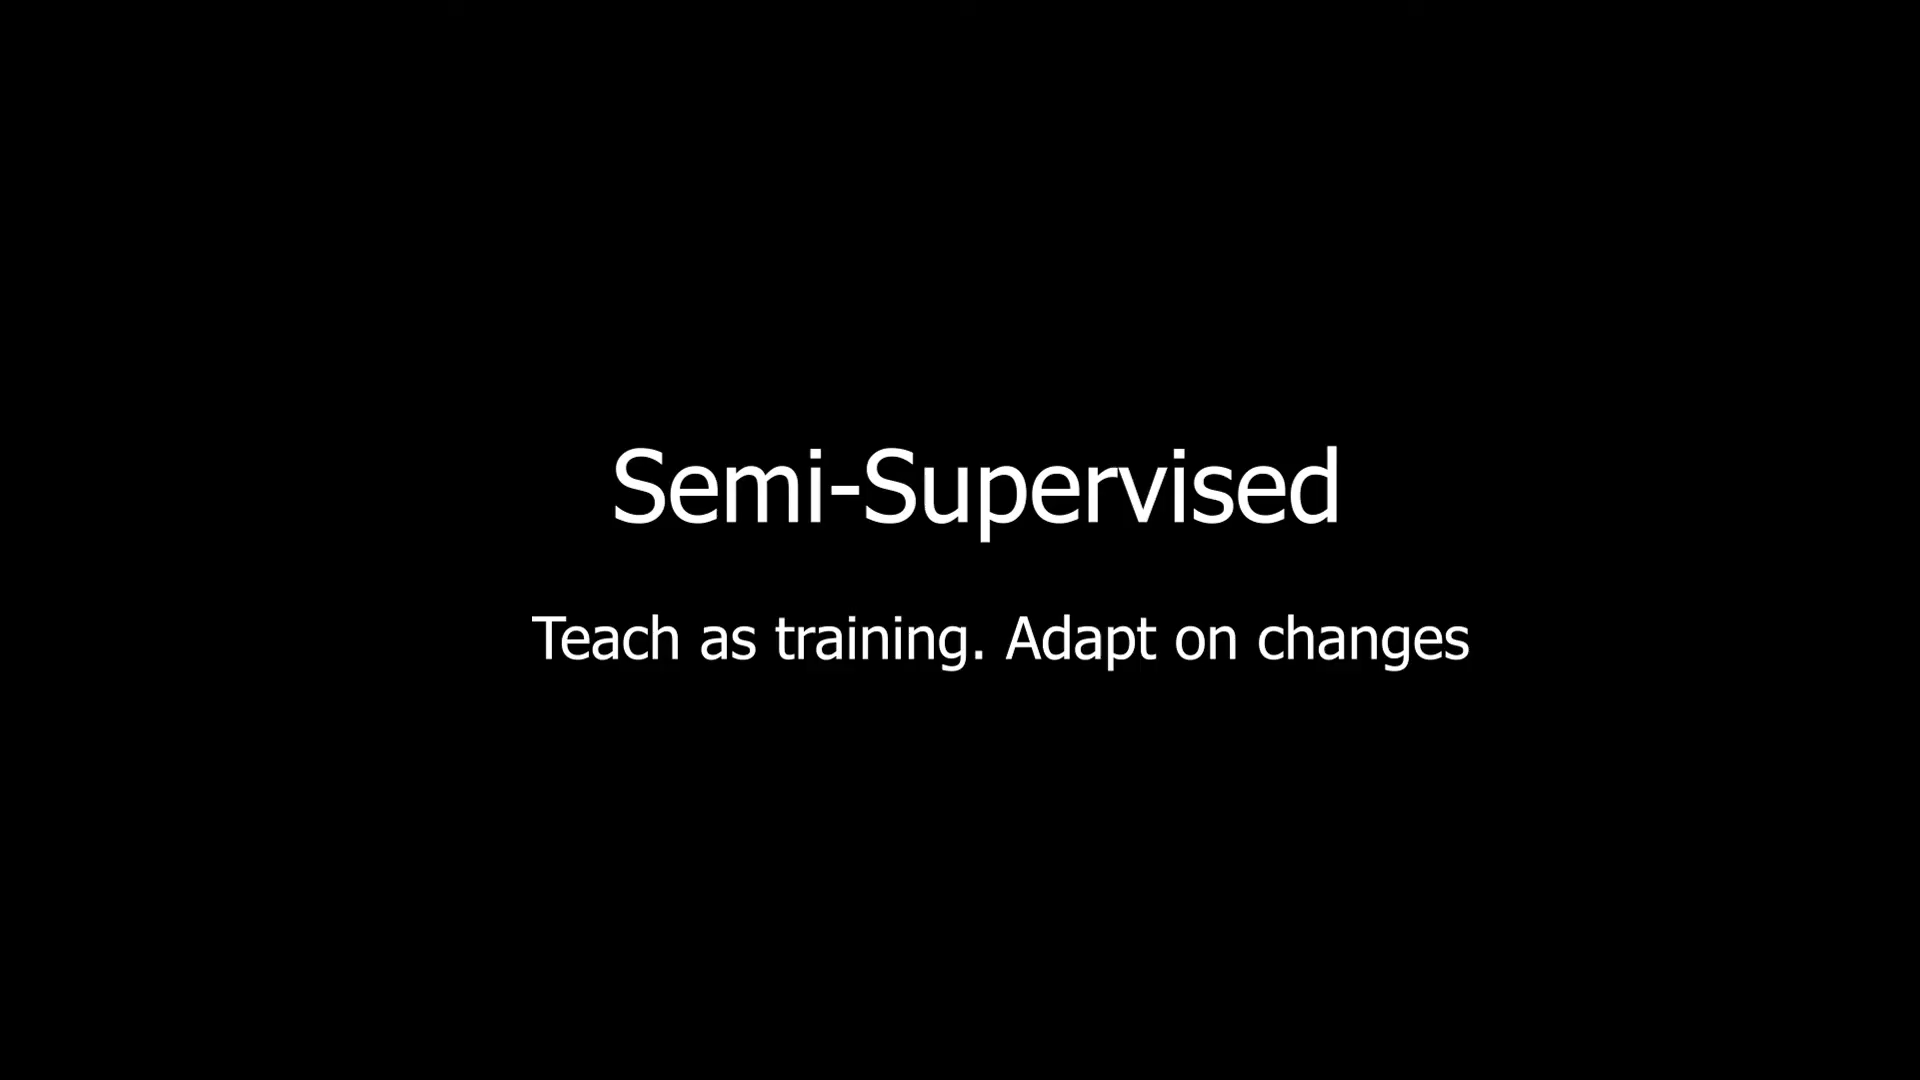 Semi-Supervised
Teach as training. Adapt on changes